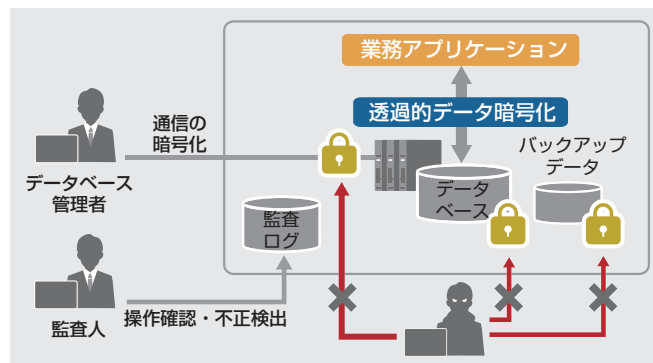 業務アプリケーション
透過的データ暗号化
通信の
暗号化
バックアップ
データ
データ
ベース
データベース
管理者
監査
ログ
操作確認・不正検出
監査人